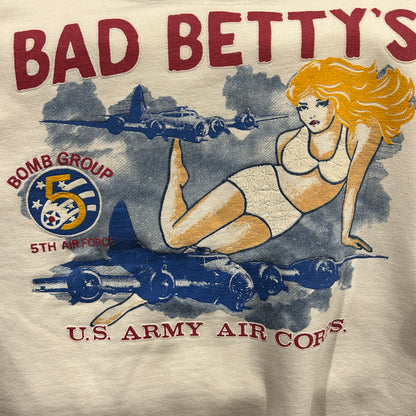 BAD BETTY'S
BOMB GROUP
5
5TH AIR FORCE
U.S. ARMY AIR CORPS.